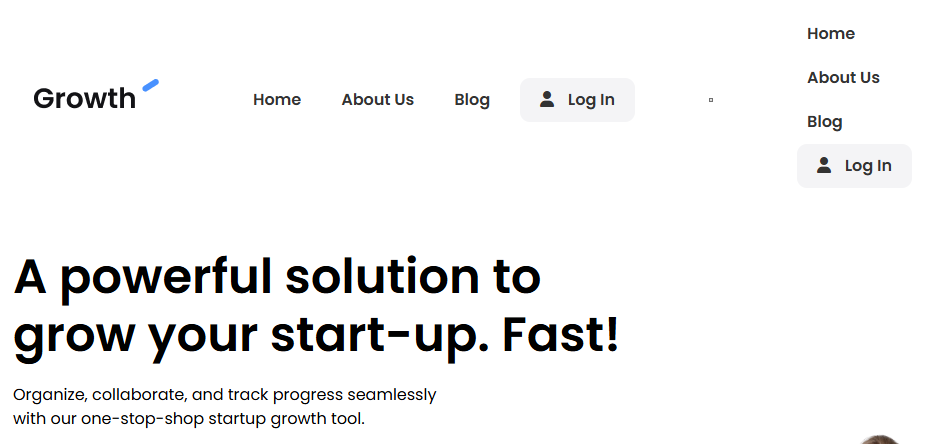 Growth
Home About Us Blog Log In
Home
About Us
Blog
Log In
A powerful solution to
grow your start-up. Fast!
Organize, collaborate, and track progress seamlessly
with our one-stop-shop startup growth tool.